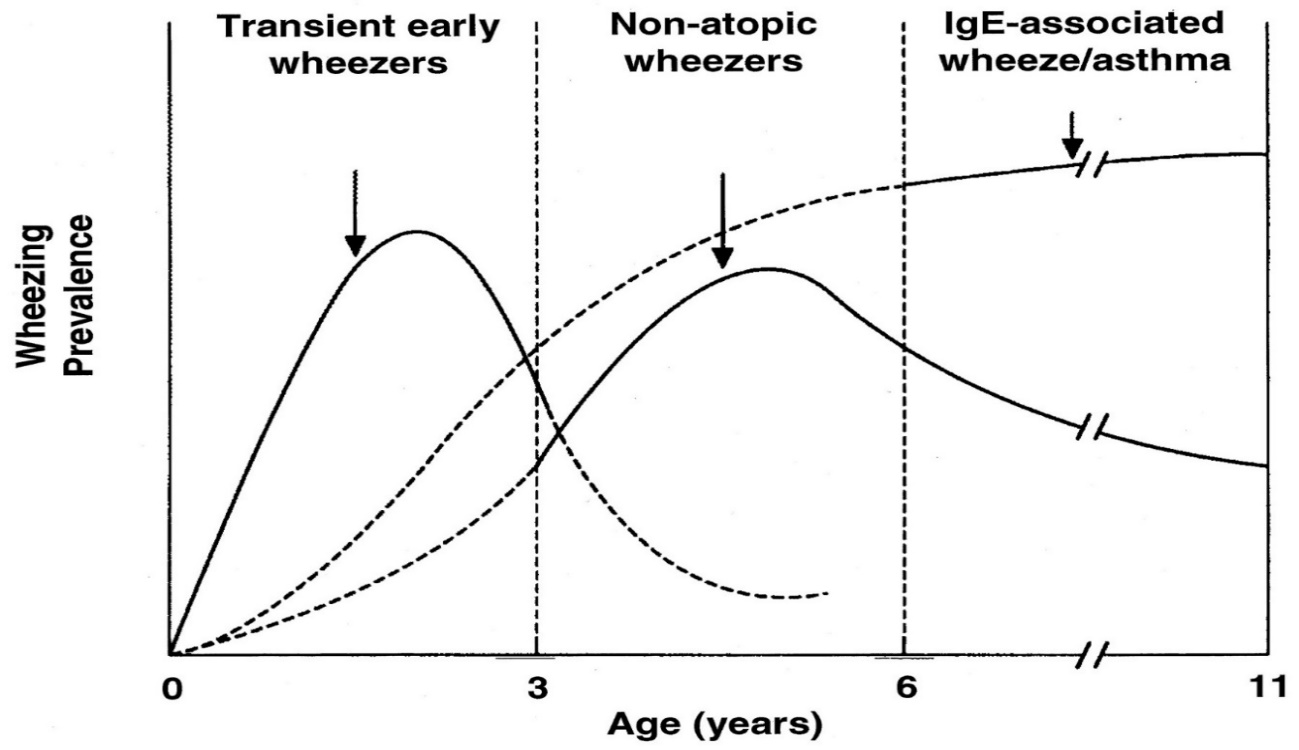 Transient early
wheezers
Non-atopic
wheezers
IgE-associated
wheeze/asthma
Wheezing
Prevalence
0
3
6
11
Age (years)